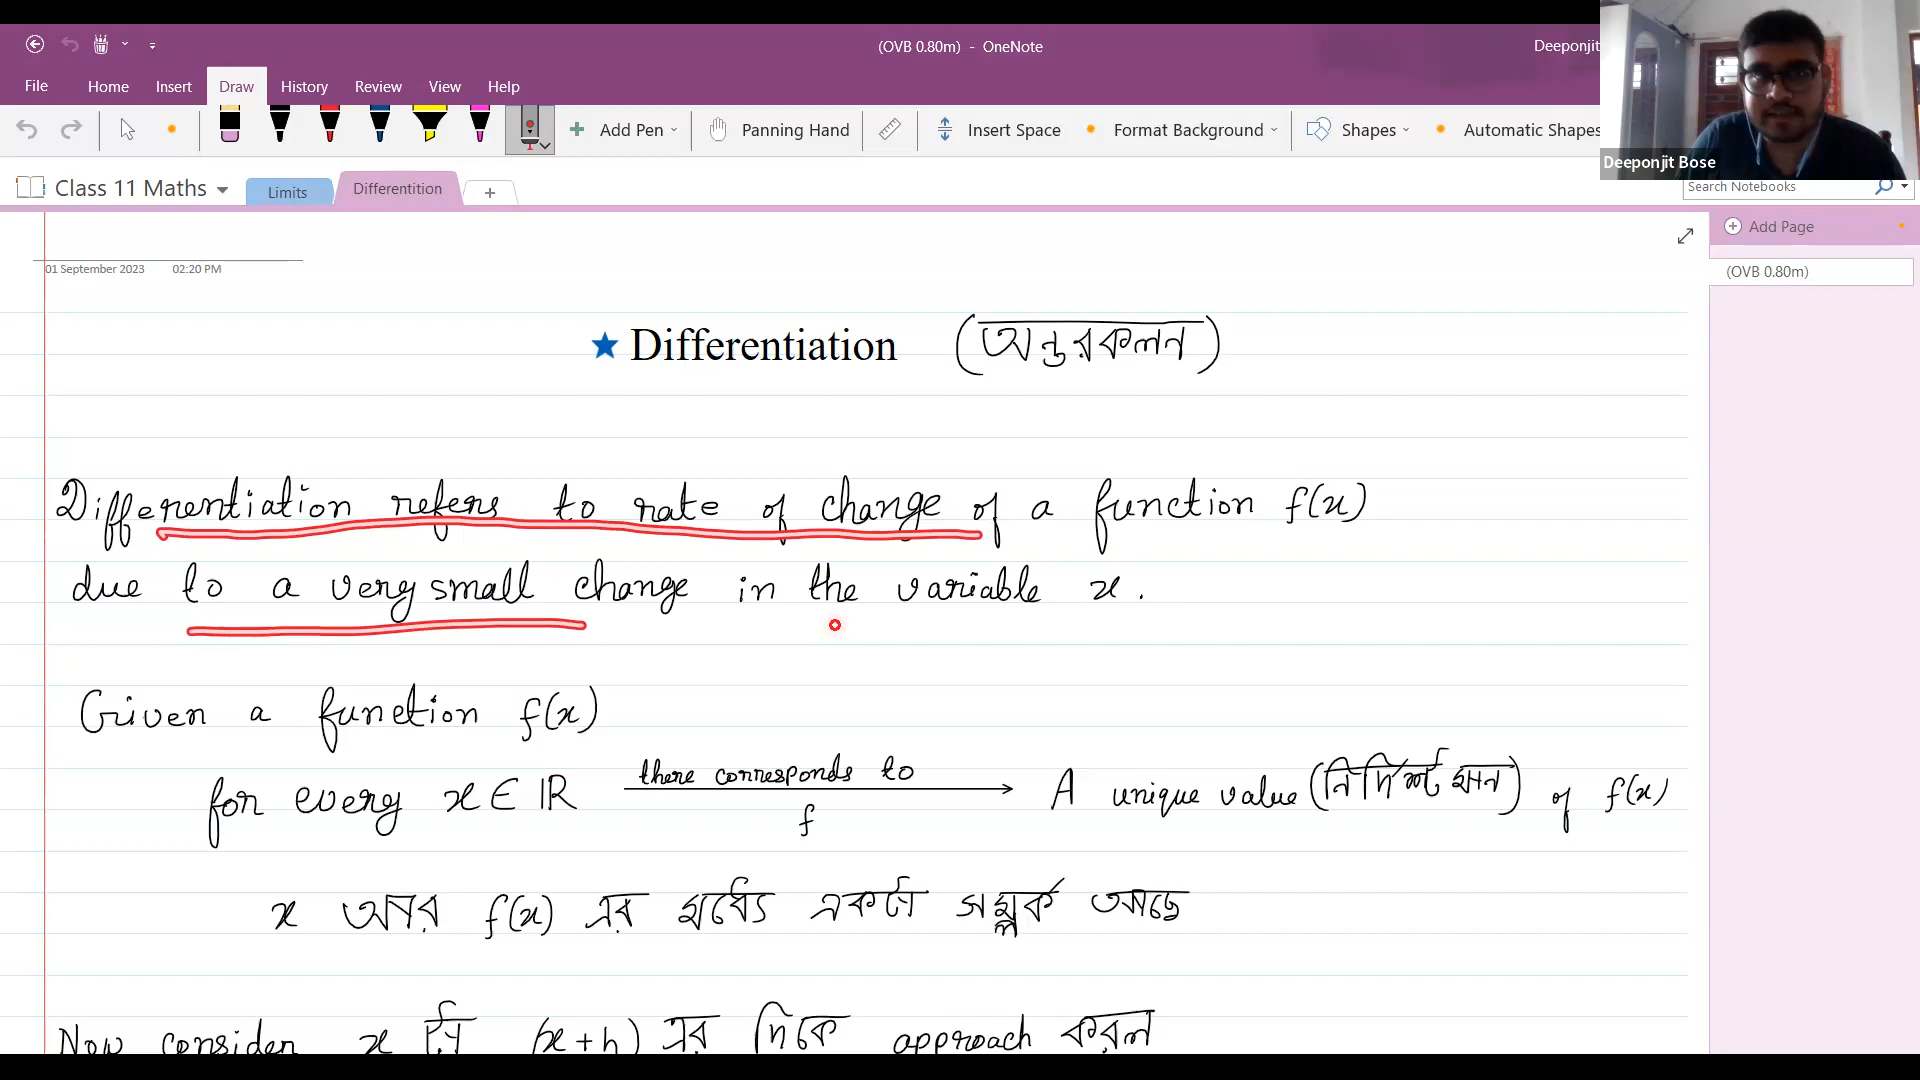 (OVB 0.80m) - OneNote
Deeponjit
File Home Insert Draw History Review View Help
Add Pen Panning Hand Insert Space Format Background Shapes Automatic Shapes
Deeponjit Bose
Class 11 Maths Limits Differentition
Search Notebooks
Add Page
01 September 2023 02:20 PM
(OVB 0.80m)
★ Differentiation (অন্তরকলন)
Differentiation refers to rate of change of a function f(x)
due to a very small change in the variable x.
Given a function f(x)
for every x ∈ ℝ there corresponds to f → A unique value (নির্দিষ্ট মান) of f(x)
x আর f(x) এর মধ্যে একটা সম্পর্ক আছে
Now consider x টা (x+h) এর দিকে approach করল